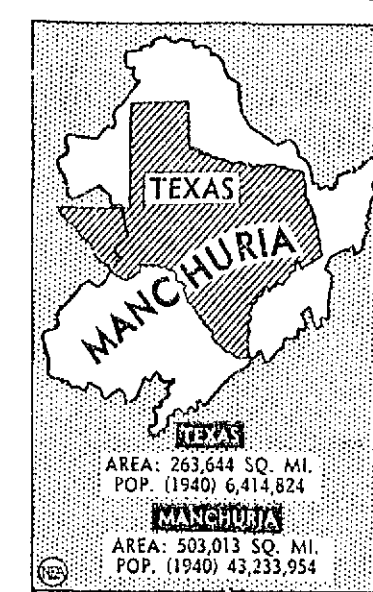 TEXAS
MANCHURIA
TEXAS
AREA: 263,644 SQ. MI.
POP. (1940) 6,414,824
MANCHURIA
AREA: 503,013 SQ. MI.
POP. (1940) 43,233,954
NEA